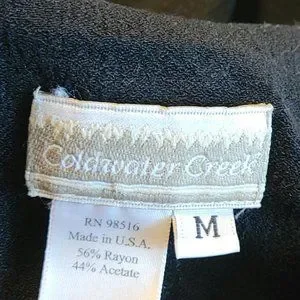 Coldwater Creek
RN 98516
Made in U.S.A.
56% Rayon
44% Acetate
M